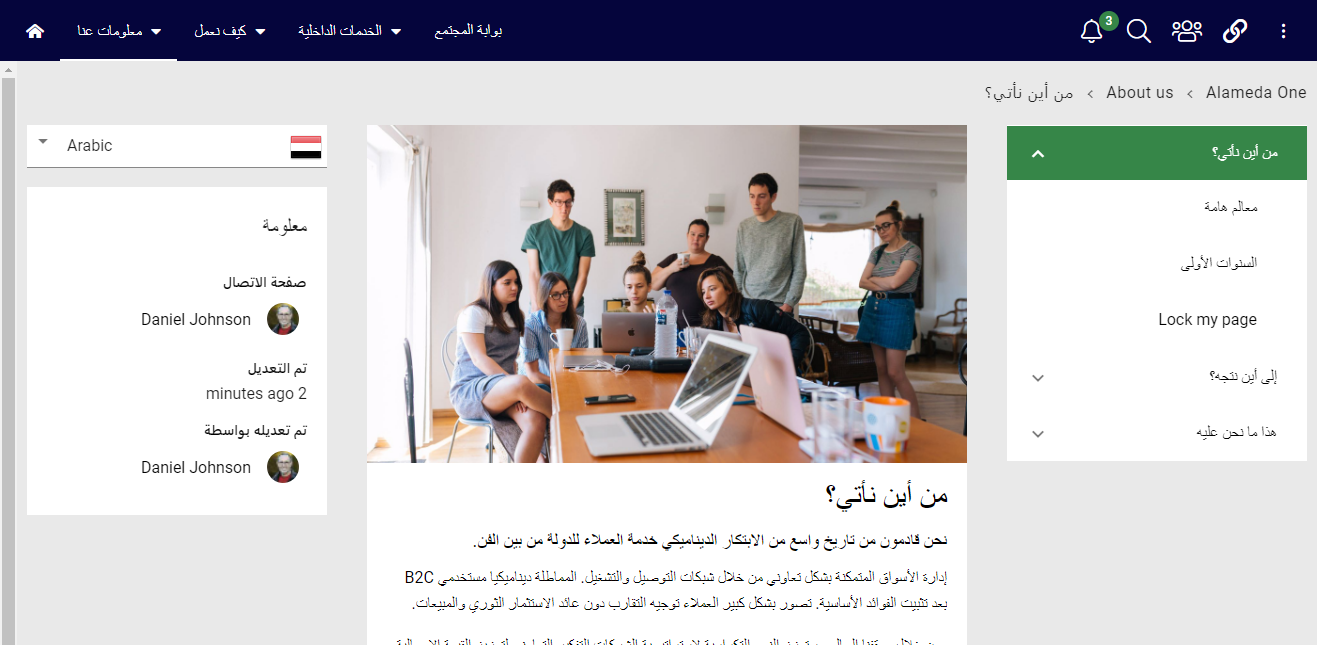 معلومات عنا
كيف نعمل
الخدمات الداخلية
بوابة المجتمع
3
Alameda One
About us
من أين نأتي؟
من أين نأتي؟
معالم هامة
السنوات الأولى
Lock my page
إلى أين نتجه؟
هذا ما نحن عليه
من أين نأتي؟
نحن قادمون من تاريخ واسع من الابتكار الديناميكي خدمة العملاء للدولة من بين الفن.
إدارة الأسواق المتمكنة بشكل تعاوني من خلال شبكات التوصيل والتشغيل. المماطلة ديناميكيا مستخدمي B2C
بعد تثبيت الفوائد الأساسية. تصور بشكل كبير العملاء توجيه التقارب دون عائد الاستثمار الثوري والمبيعات.
Arabic
معلومة
صفحة الاتصال
Daniel Johnson
تم التعديل
minutes ago 2
تم تعديله بواسطة
Daniel Johnson